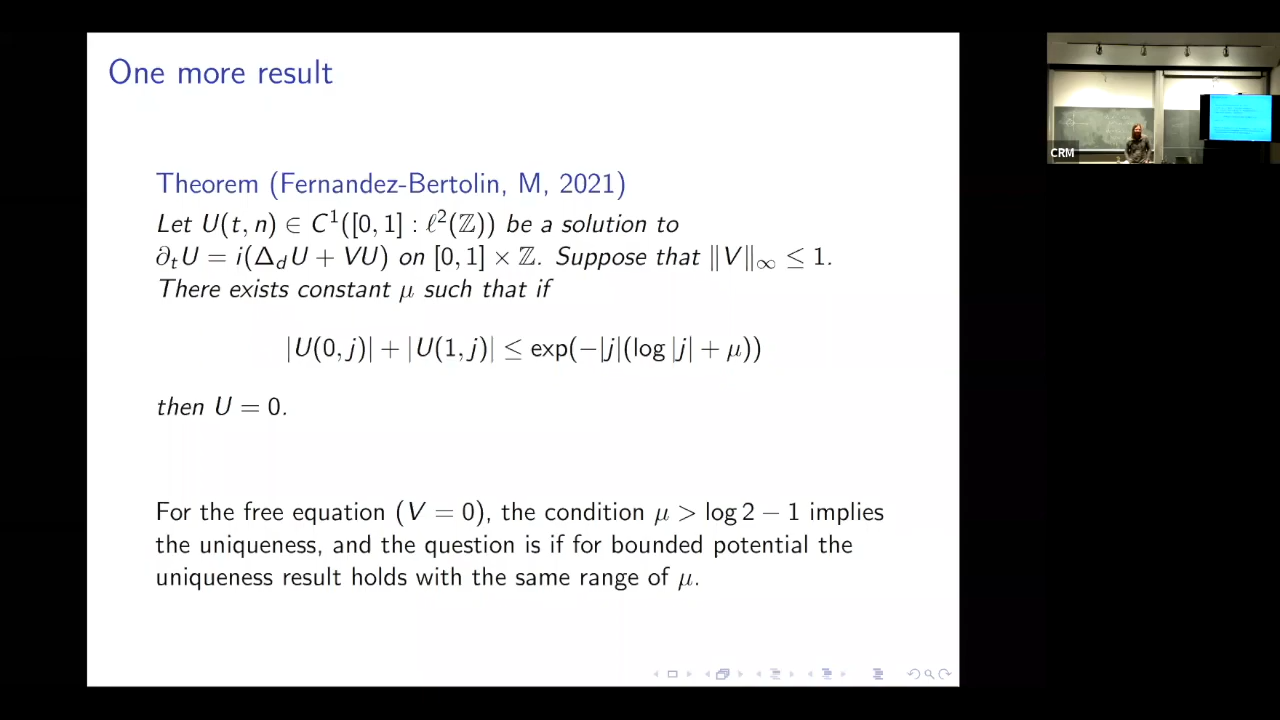 One more result
Theorem (Fernandez-Bertolin, M, 2021)
Let U(t, n) ∈ C¹([0, 1] : ℓ²(ℤ)) be a solution to
∂ₜU = i(Δ_d U + VU) on [0, 1] × ℤ. Suppose that ‖V‖∞ ≤ 1.
There exists constant μ such that if
|U(0, j)| + |U(1, j)| ≤ exp(−|j|(log |j| + μ))
then U = 0.
For the free equation (V = 0), the condition μ > log 2 − 1 implies
the uniqueness, and the question is if for bounded potential the
uniqueness result holds with the same range of μ.
CRM